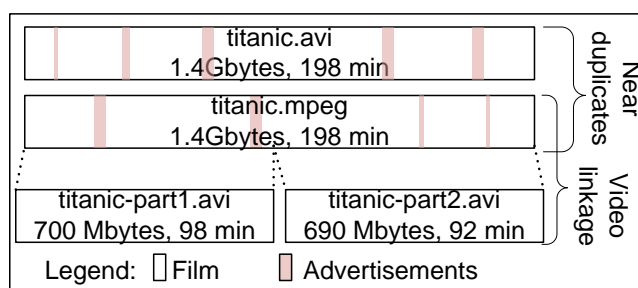 titanic.avi
1.4Gbytes, 198 min
titanic.mpeg
1.4Gbytes, 198 min
titanic-part1.avi
700 Mbytes, 98 min
titanic-part2.avi
690 Mbytes, 92 min
Near
duplicates
Video
linkage
Legend: Film Advertisements